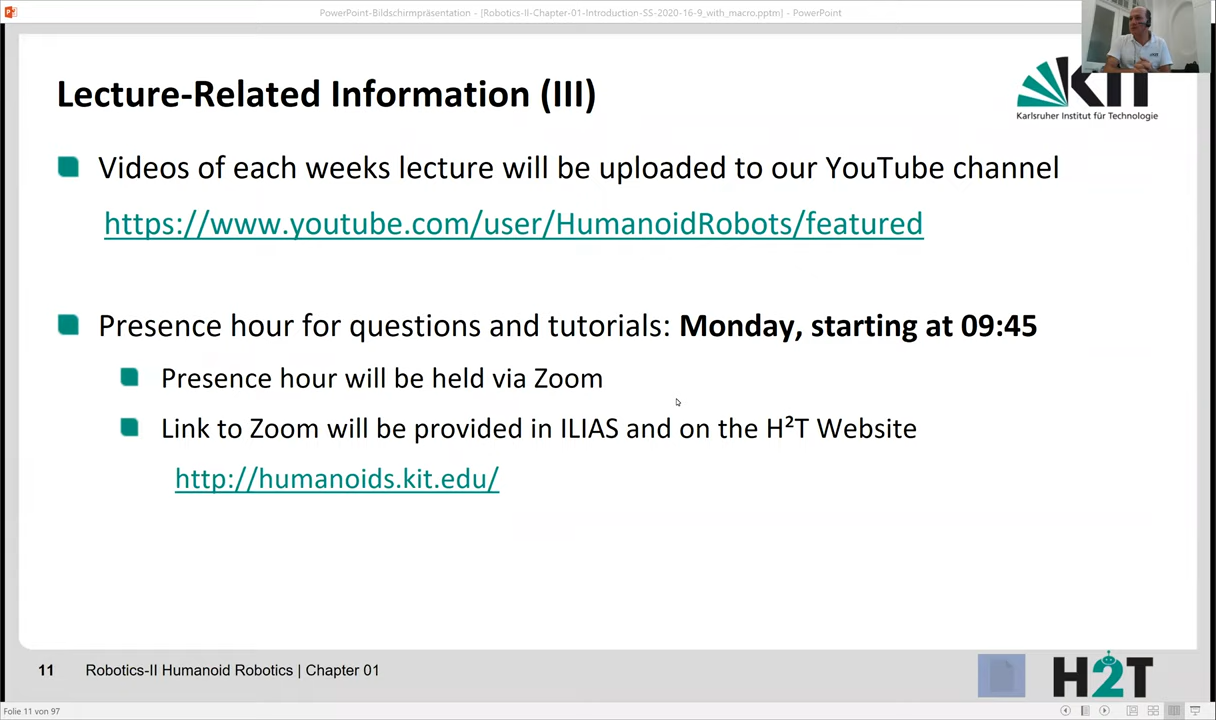 PowerPoint-Bildschirmpräsentation - [Robotics-II-Chapter-01-Introduction-SS-2020-16-9_with_macro.pptm] - PowerPoint
Lecture-Related Information (III)
KIT
Karlsruher Institut für Technologie
Videos of each weeks lecture will be uploaded to our YouTube channel
https://www.youtube.com/user/HumanoidRobots/featured
Presence hour for questions and tutorials: Monday, starting at 09:45
Presence hour will be held via Zoom
Link to Zoom will be provided in ILIAS and on the H²T Website
http://humanoids.kit.edu/
11 Robotics-II Humanoid Robotics | Chapter 01
H2T
Folie 11 von 97